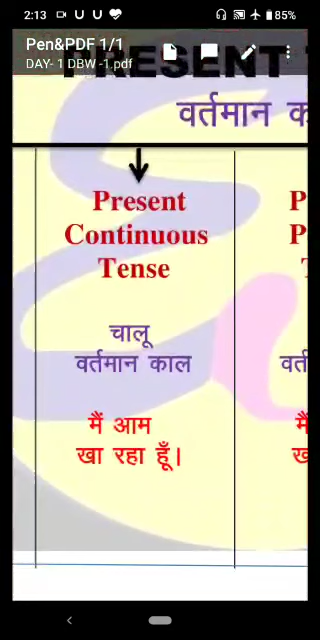 2:13
85%
Pen&PDF 1/1
DAY- 1 DBW -1.pdf
PRESENT
वर्तमान
Present
Continuous
Tense
चालू
वर्तमान काल
मैं आम
खा रहा हूँ।